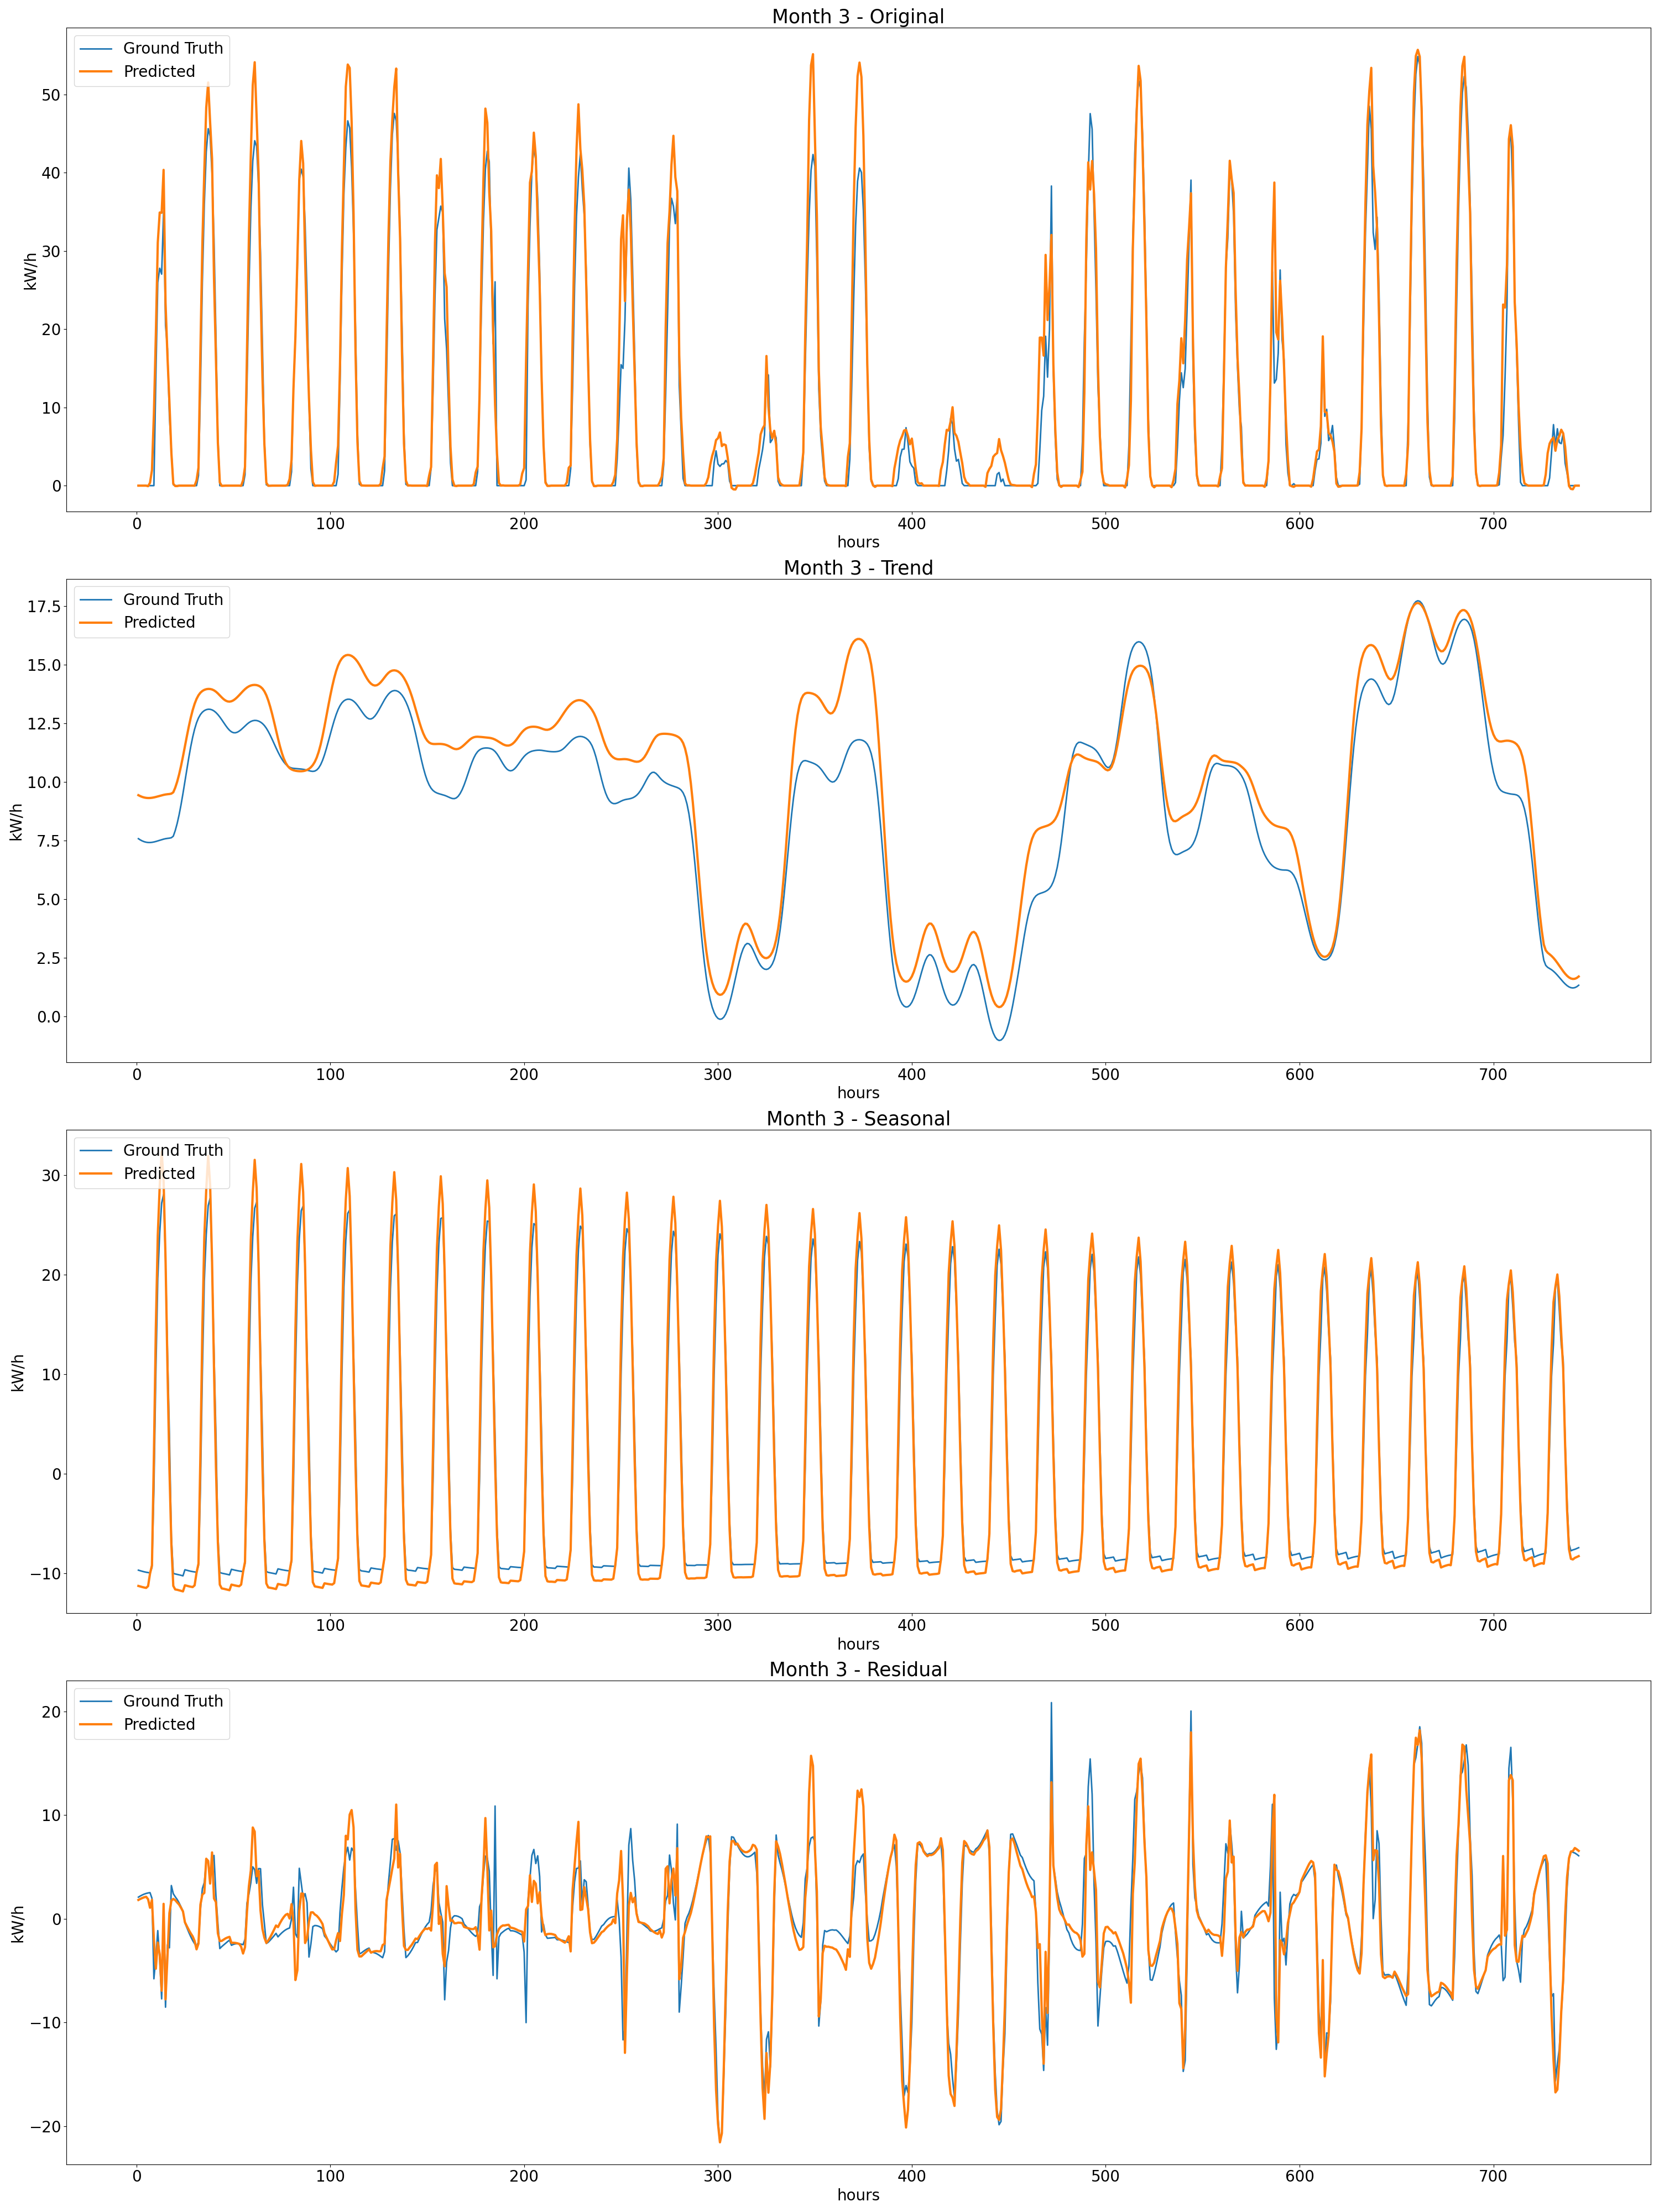 Month 3 - Original
Ground Truth
Predicted
kW/h
50
40
30
20
10
0
0 100 200 300 400 500 600 700
hours
Month 3 - Trend
Ground Truth
Predicted
kW/h
17.5
15.0
12.5
10.0
7.5
5.0
2.5
0.0
0 100 200 300 400 500 600 700
hours
Month 3 - Seasonal
Ground Truth
Predicted
kW/h
30
20
10
0
−10
0 100 200 300 400 500 600 700
hours
Month 3 - Residual
Ground Truth
Predicted
kW/h
20
10
0
−10
−20
0 100 200 300 400 500 600 700
hours